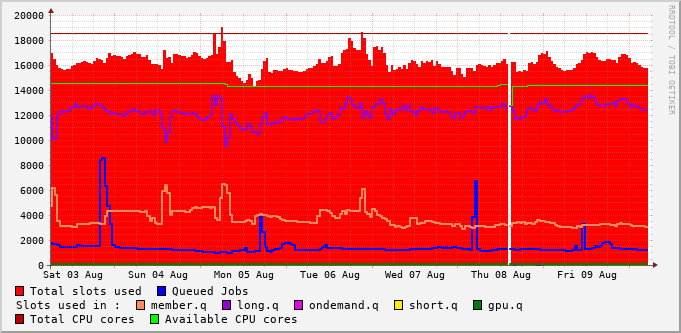 RRDTOOL / TOBI OETIKER
20000
18000
16000
14000
12000
10000
8000
6000
4000
2000
0
Sat 03 Aug Sun 04 Aug Mon 05 Aug Tue 06 Aug Wed 07 Aug Thu 08 Aug Fri 09 Aug
Total slots used Queued Jobs
Slots used in : member.q long.q ondemand.q short.q gpu.q
Total CPU cores Available CPU cores